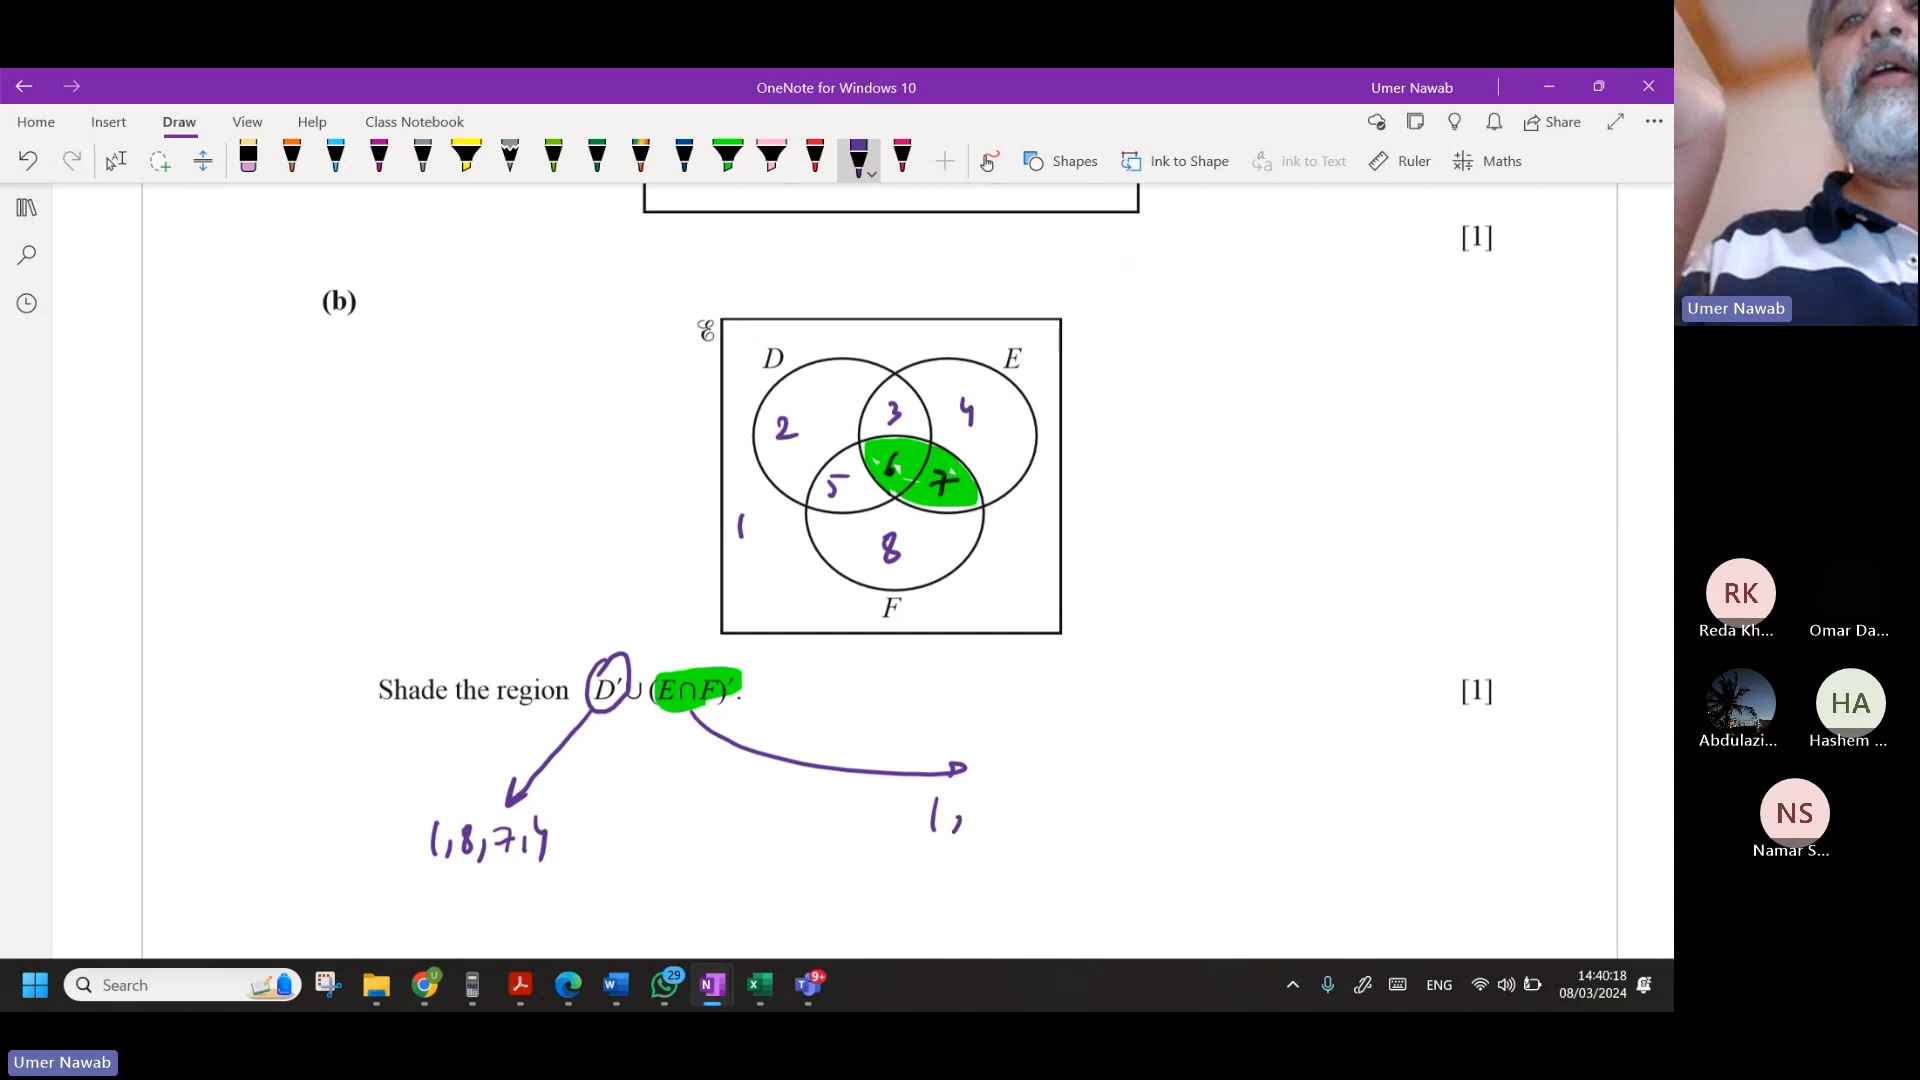 OneNote for Windows 10
Umer Nawab
Home Insert Draw View Help Class Notebook
Share
Shapes Ink to Shape Ink to Text Ruler Maths
[1]
(b)
ℰ
D E
2 3 4
5 6 7
1
8
F
Shade the region D′ ∪ (E ∩ F)′. [1]
1,8,7,4
1,
Umer Nawab
RK
Reda Kh... Omar Da...
HA
Abdulazi... Hashem ...
NS
Namar S...
Search
29
9+
ENG
14:40:18
08/03/2024
Umer Nawab